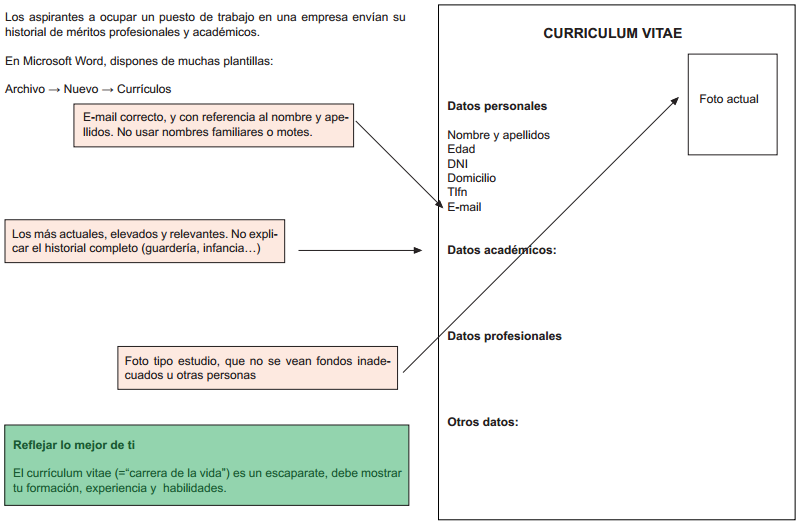 Los aspirantes a ocupar un puesto de trabajo en una empresa envían su
historial de méritos profesionales y académicos.
En Microsoft Word, dispones de muchas plantillas:
Archivo → Nuevo → Currículos
E-mail correcto, y con referencia al nombre y ape-
llidos. No usar nombres familiares o motes.
Los más actuales, elevados y relevantes. No expli-
car el historial completo (guardería, infancia…)
Foto tipo estudio, que no se vean fondos inade-
cuados u otras personas
Reflejar lo mejor de ti
El currículum vitae (=“carrera de la vida”) es un escaparate, debe mostrar
tu formación, experiencia y habilidades.
CURRICULUM VITAE
Foto actual
Datos personales
Nombre y apellidos
Edad
DNI
Domicilio
Tlfn
E-mail
Datos académicos:
Datos profesionales
Otros datos: